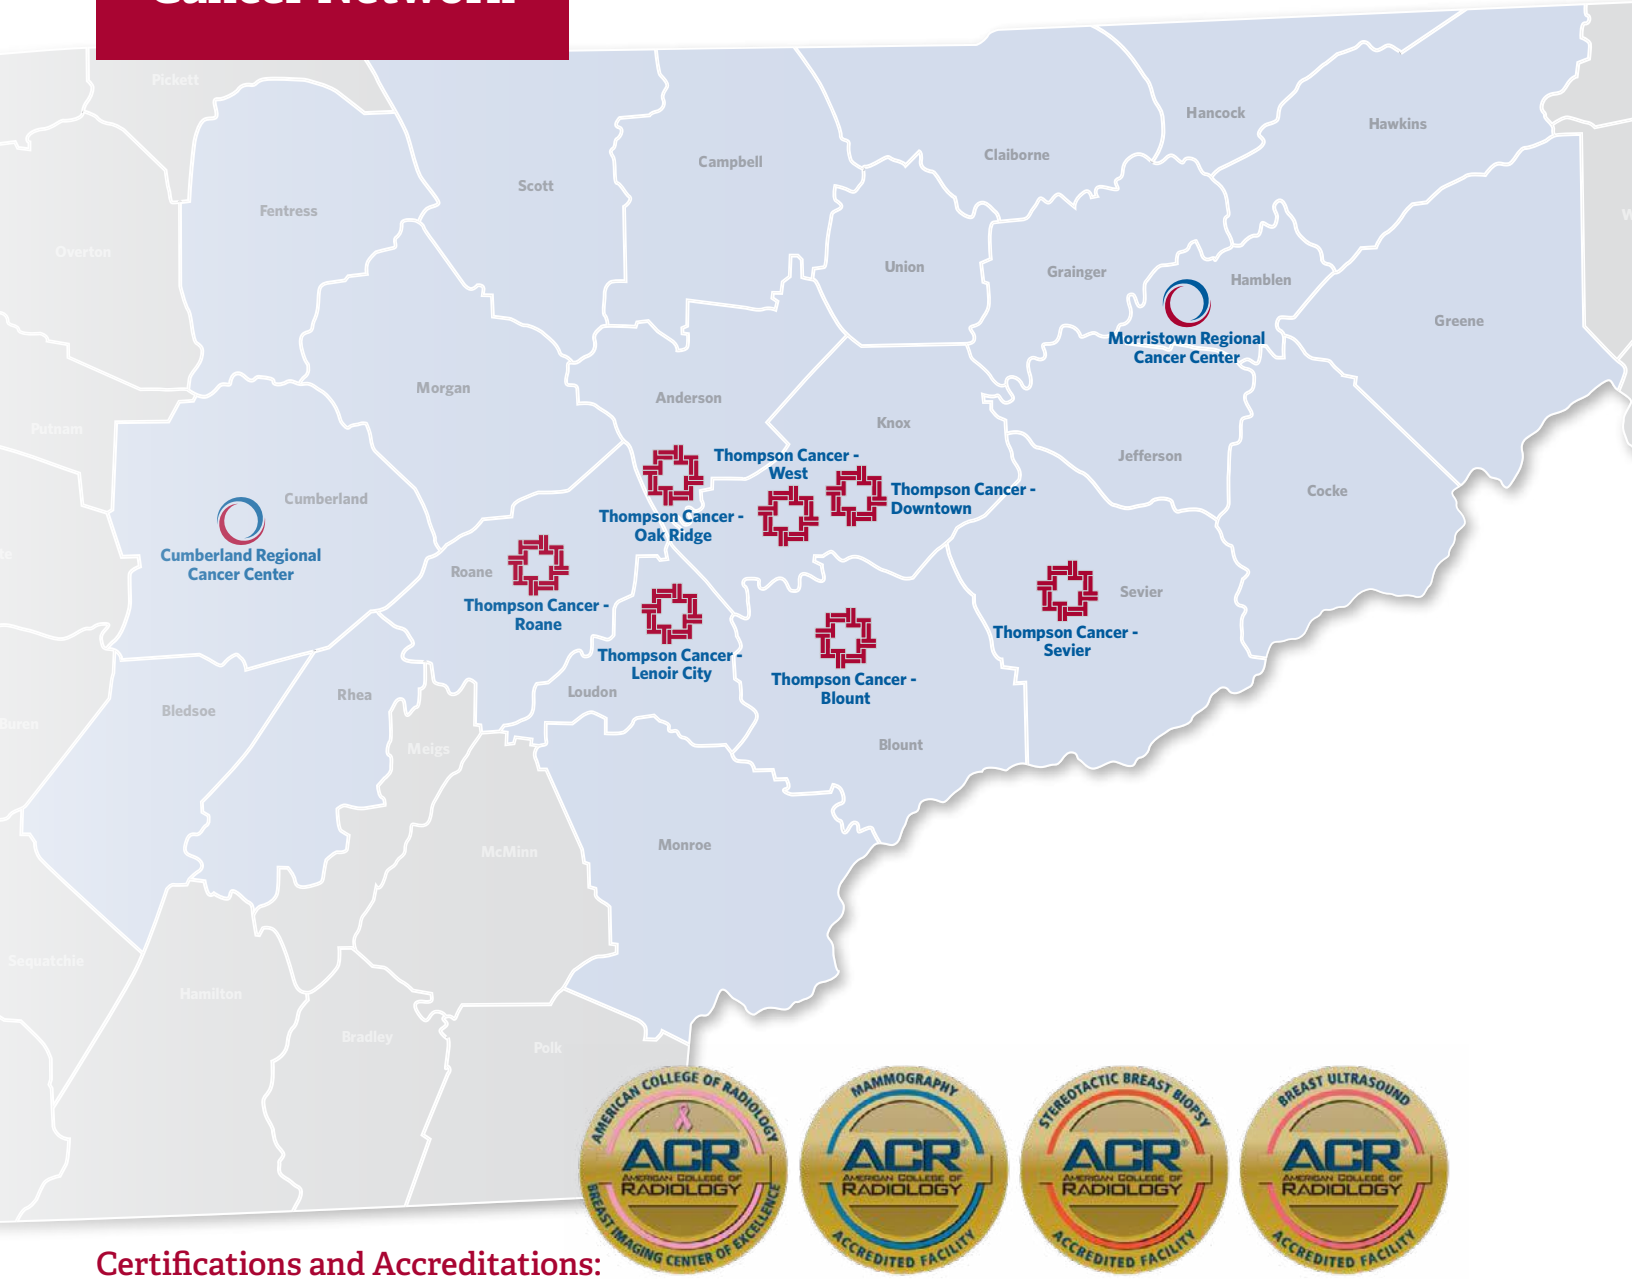 Cancer Network
Pickett
Hancock
Hawkins
Claiborne
Campbell
Scott
Fentress
Overton
Union
Grainger
Hamblen
Greene
Morristown Regional
Cancer Center
Morgan
Anderson
Knox
Putnam
Jefferson
Cocke
Cumberland
Cumberland Regional
Cancer Center
Thompson Cancer -
West
Thompson Cancer -
Downtown
Thompson Cancer -
Oak Ridge
Roane
Thompson Cancer -
Roane
Sevier
Thompson Cancer -
Sevier
Thompson Cancer -
Lenoir City
Thompson Cancer -
Blount
Loudon
Rhea
Bledsoe
Buren
Meigs
Blount
Monroe
McMinn
Sequatchie
Hamilton
Bradley
Polk
AMERICAN COLLEGE OF RADIOLOGY
ACR®
AMERICAN COLLEGE OF
RADIOLOGY
BREAST IMAGING CENTER OF EXCELLENCE
MAMMOGRAPHY
ACR®
AMERICAN COLLEGE OF
RADIOLOGY
ACCREDITED FACILITY
STEREOTACTIC BREAST BIOPSY
ACR®
AMERICAN COLLEGE OF
RADIOLOGY
ACCREDITED FACILITY
BREAST ULTRASOUND
ACR®
AMERICAN COLLEGE OF
RADIOLOGY
ACCREDITED FACILITY
Certifications and Accreditations: